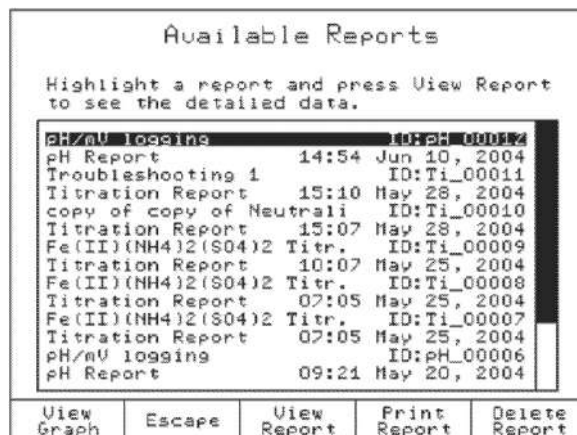 Available Reports
Highlight a report and press View Report
to see the detailed data.
pH/mV logging ID:pH_00012
pH Report 14:54 Jun 10, 2004
Troubleshooting 1 ID:Ti_00011
Titration Report 15:10 May 28, 2004
copy of copy of Neutrali ID:Ti_00010
Titration Report 15:07 May 28, 2004
Fe(II)(NH4)2(SO4)2 Titr. ID:Ti_00009
Titration Report 10:07 May 25, 2004
Fe(II)(NH4)2(SO4)2 Titr. ID:Ti_00008
Titration Report 07:05 May 25, 2004
Fe(II)(NH4)2(SO4)2 Titr. ID:Ti_00007
Titration Report 07:05 May 25, 2004
pH/mV logging ID:pH_00006
pH Report 09:21 May 20, 2004
View Graph Escape View Report Print Report Delete Report